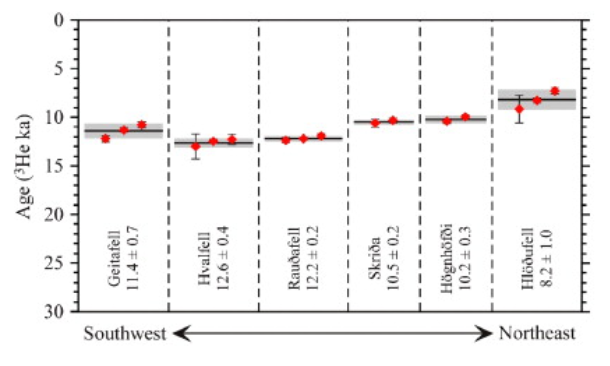 0
5
10
15
20
25
30
Age (³He ka)
Geitafell
11.4 ± 0.7
Hvalfell
12.6 ± 0.4
Rauðafell
12.2 ± 0.2
Skriða
10.5 ± 0.2
Högnhöfði
10.2 ± 0.3
Hlöðufell
8.2 ± 1.0
Southwest
Northeast